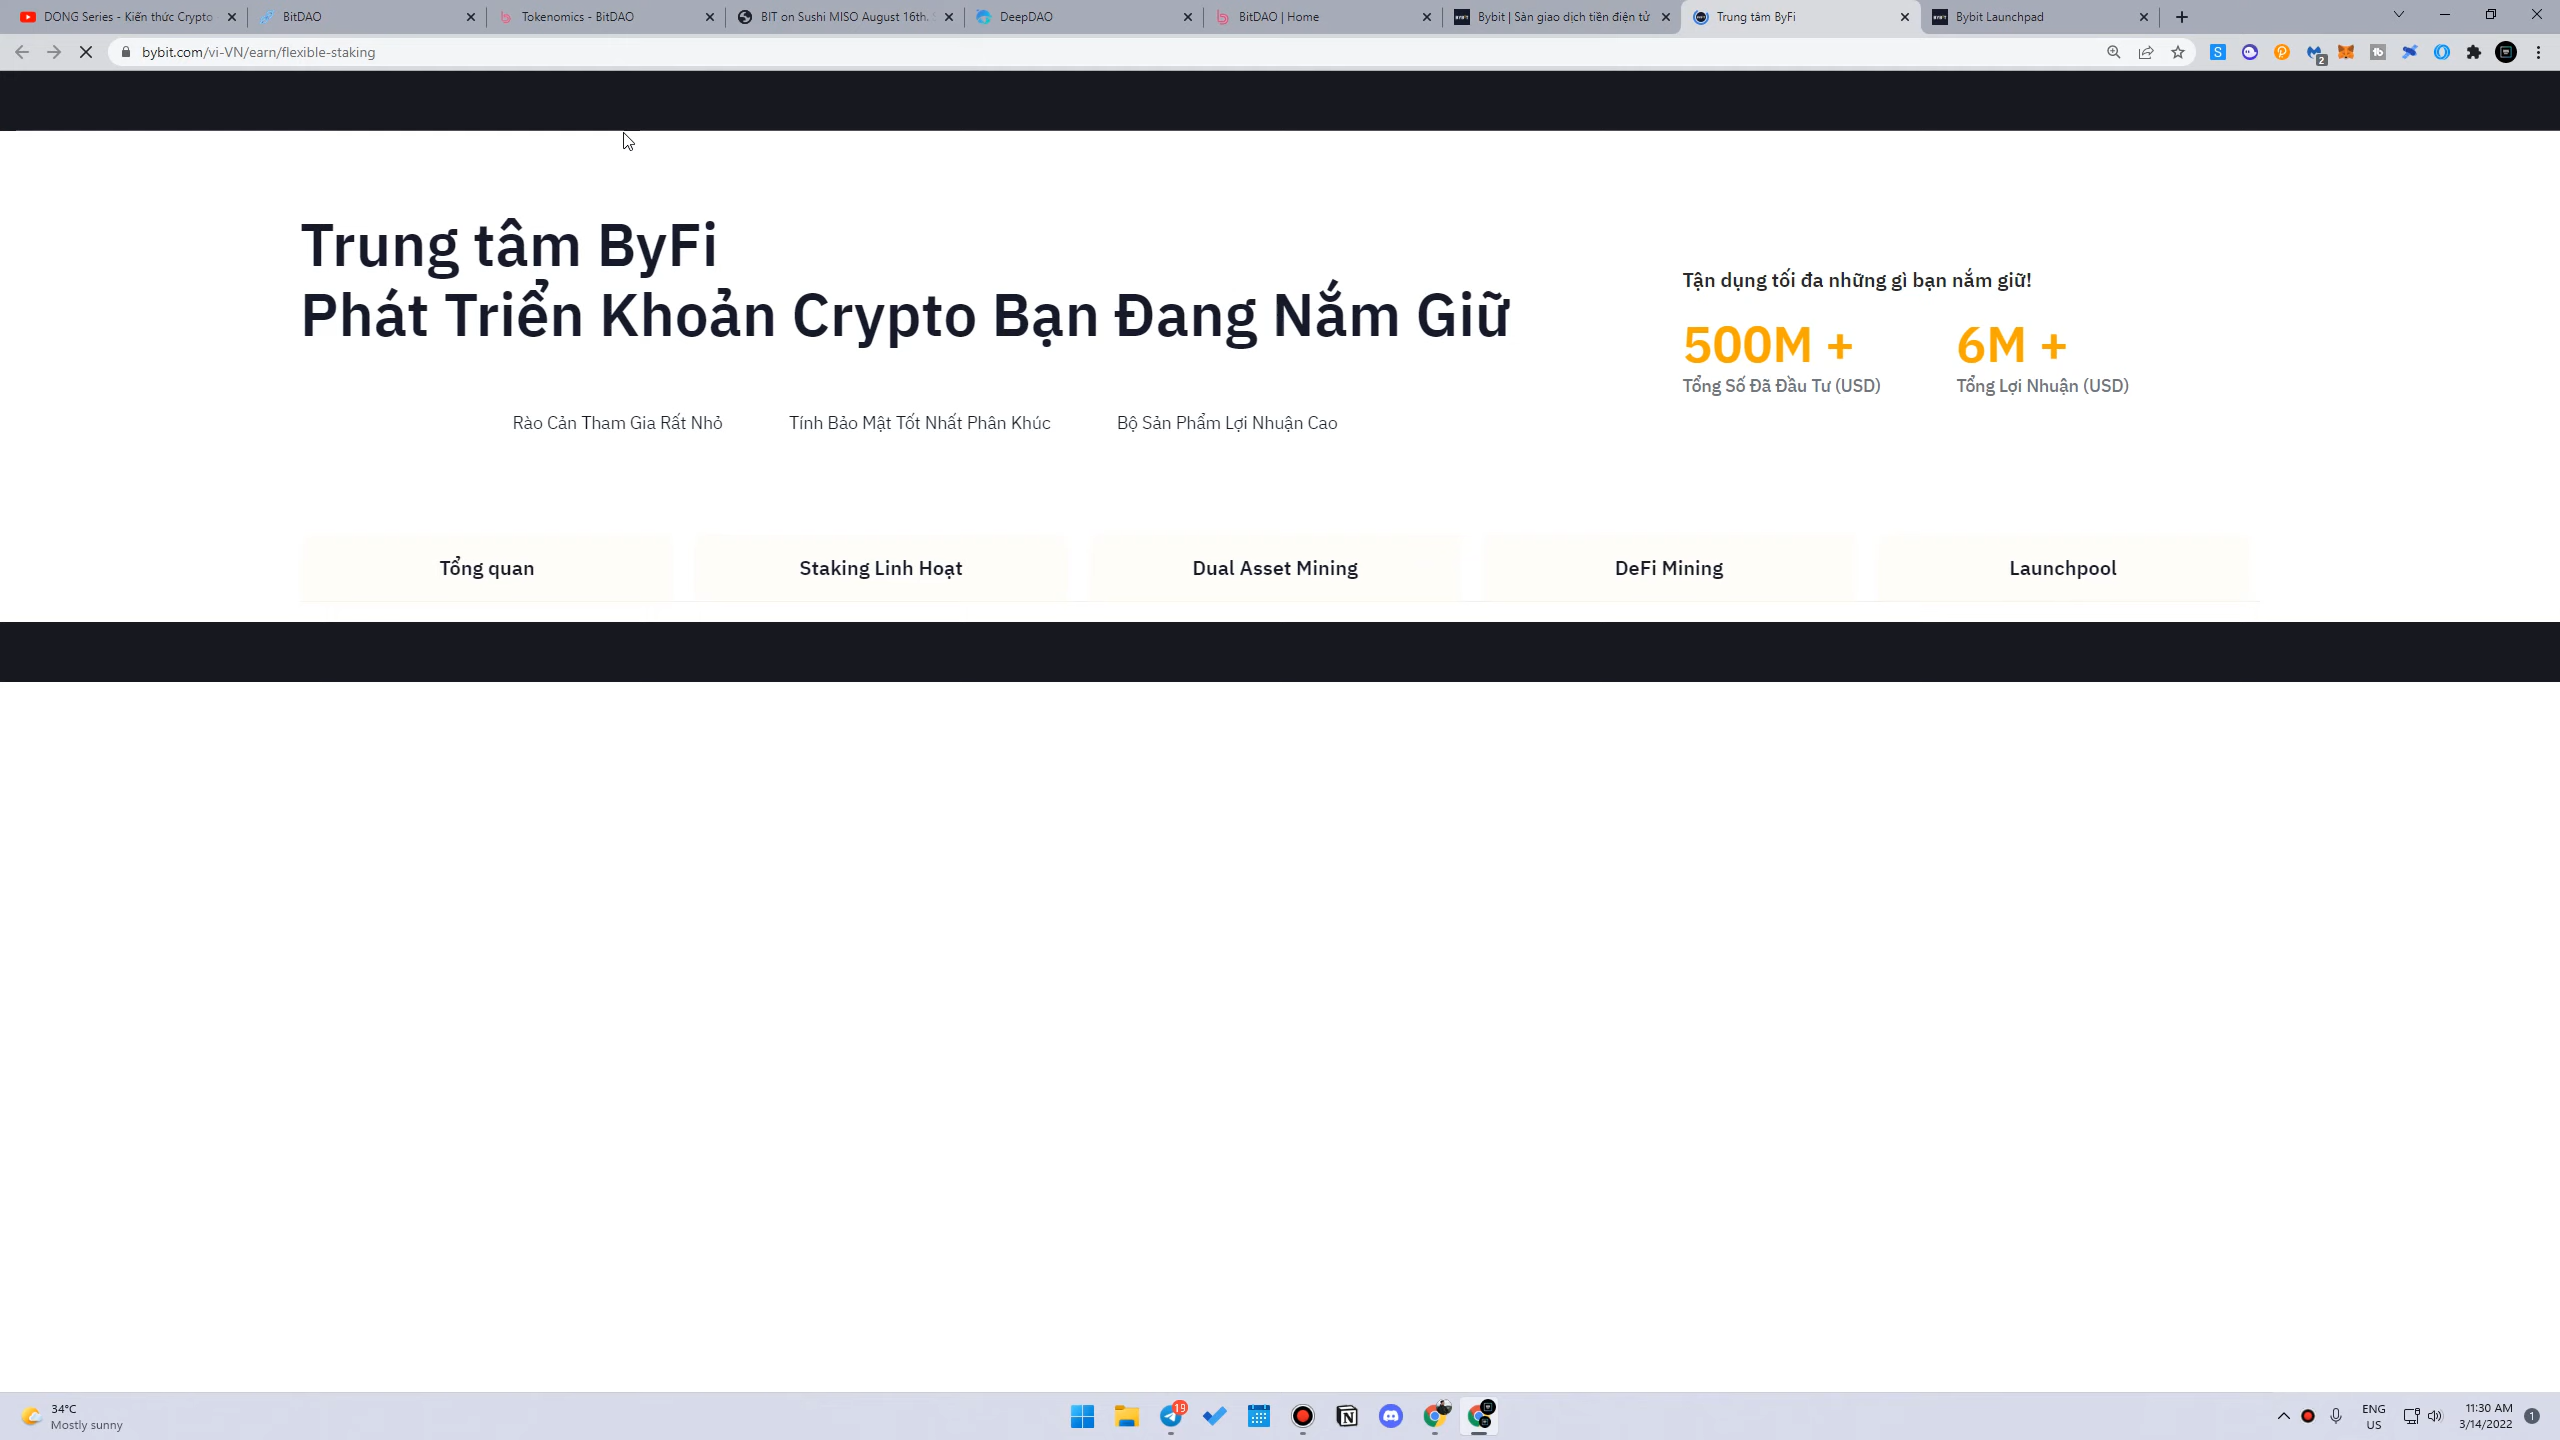 DONG Series - Kiến thức Crypto
BitDAO
Tokenomics - BitDAO
BIT on Sushi MISO August 16th.
DeepDAO
BitDAO | Home
Bybit | Sàn giao dịch tiền điện tử
Trung tâm ByFi
Bybit Launchpad
bybit.com/vi-VN/earn/flexible-staking
2
Trung tâm ByFi
Phát Triển Khoản Crypto Bạn Đang Nắm Giữ
Tận dụng tối đa những gì bạn nắm giữ!
500M +
6M +
Tổng Số Đã Đầu Tư (USD)
Tổng Lợi Nhuận (USD)
Rào Cản Tham Gia Rất Nhỏ
Tính Bảo Mật Tốt Nhất Phân Khúc
Bộ Sản Phẩm Lợi Nhuận Cao
Tổng quan
Staking Linh Hoạt
Dual Asset Mining
DeFi Mining
Launchpool
34°C
Mostly sunny
19
ENG
US
11:30 AM
3/14/2022
1